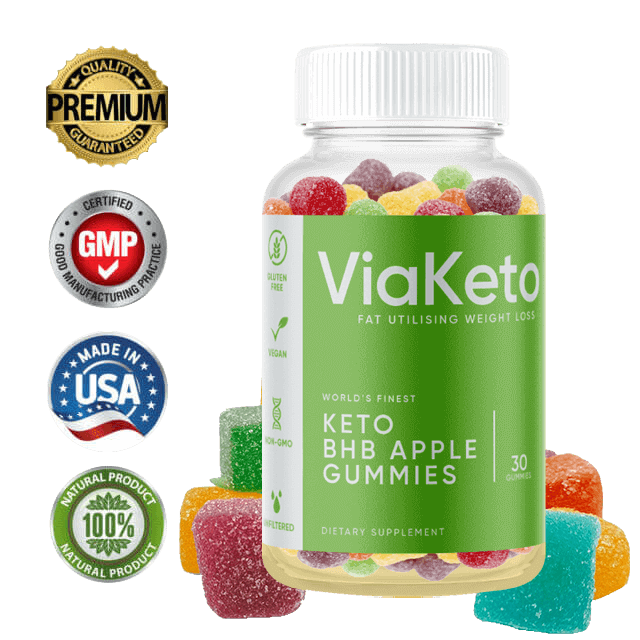 QUALITY
PREMIUM
GUARANTEED
CERTIFIED
GMP
GOOD MANUFACTURING PRACTICE
MADE IN
USA
NATURAL PRODUCT
100%
NATURAL PRODUCT
GLUTEN
FREE
VEGAN
NON-GMO
UNFILTERED
ViaKeto
FAT UTILISING WEIGHT LOSS
WORLD'S FINEST
KETO
BHB APPLE
GUMMIES
30
GUMMIES
DIETARY SUPPLEMENT